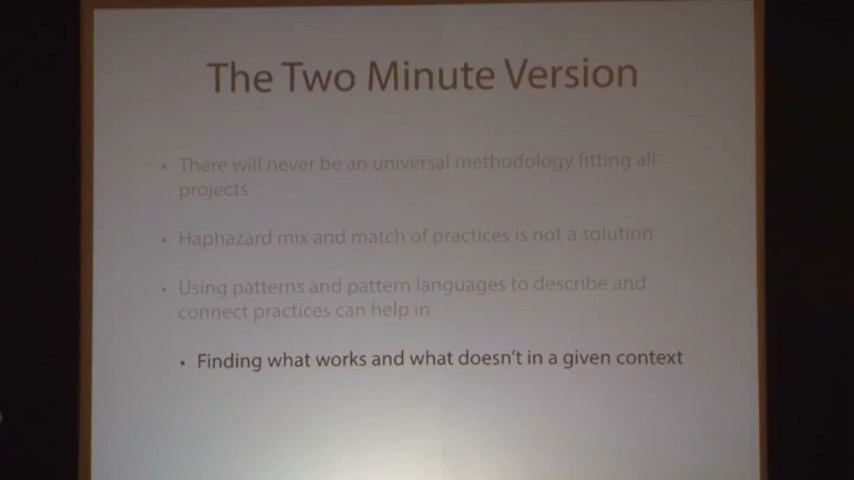 The Two Minute Version
• There will never be an universal methodology fitting all
projects
• Haphazard mix and match of practices is not a solution
• Using patterns and pattern languages to describe and
connect practices can help in
• Finding what works and what doesn't in a given context